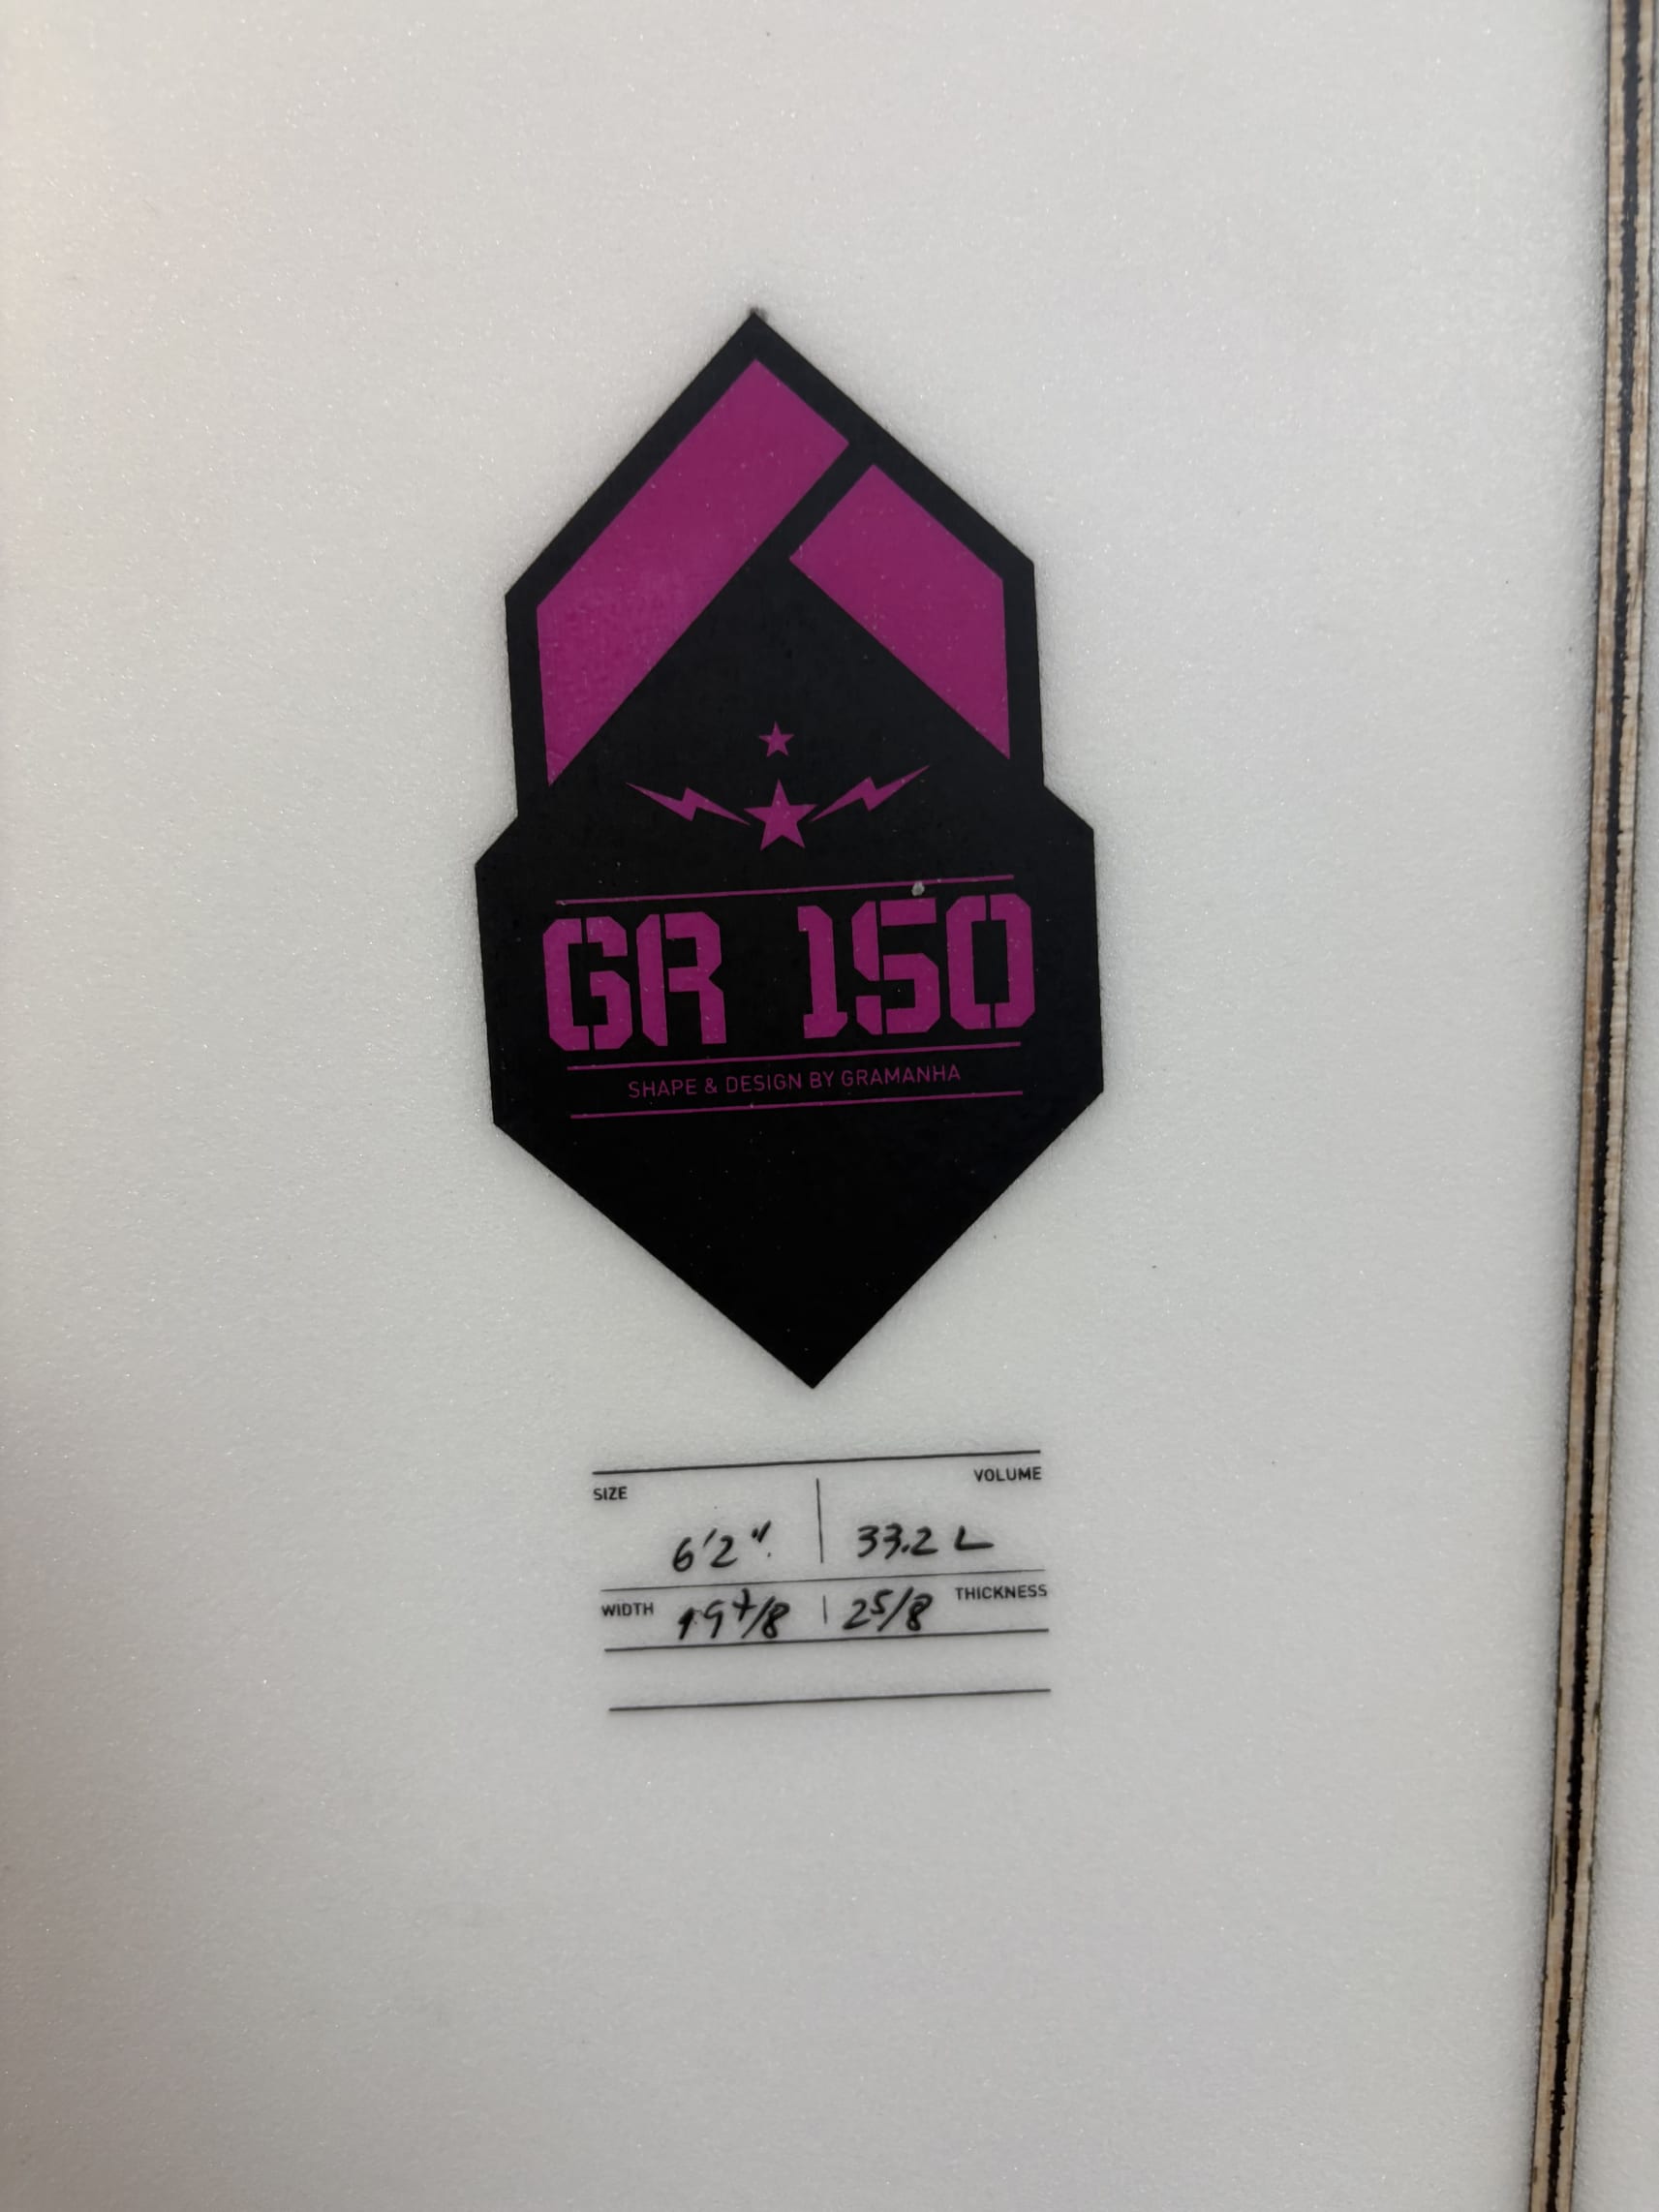 GR 150
SHAPE & DESIGN BY GRAMANHA
SIZE VOLUME
6'2" 33.2 L
WIDTH 19 7/8 2 5/8 THICKNESS